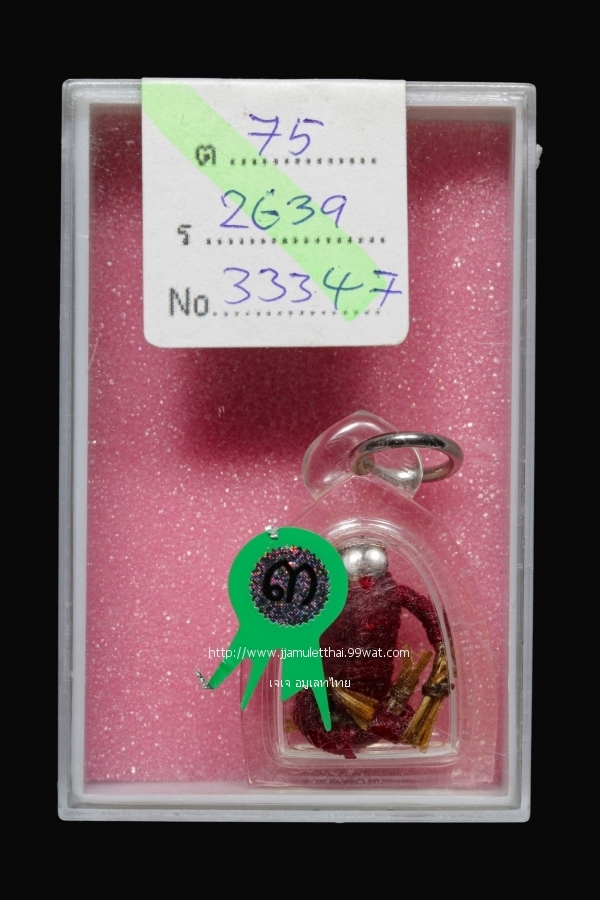 ต 75
ร 2639
No. 33347
๓
http://www.jjamuletthai.99wat.com
เจเจ อมูเลทไทย